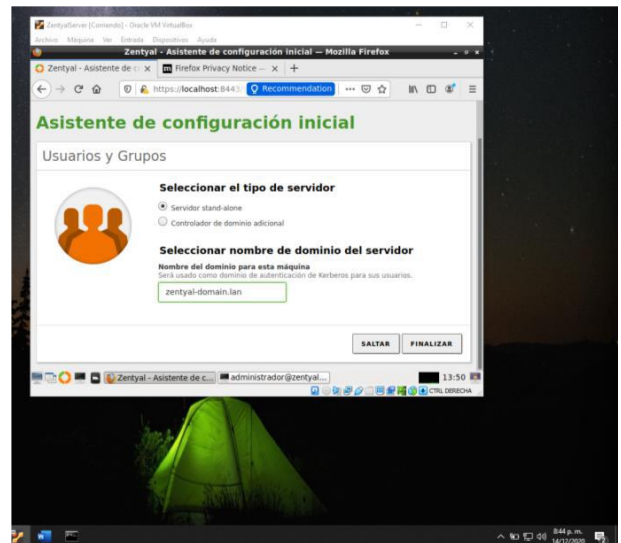 ZentyalServer [Corriendo] - Oracle VM VirtualBox
Archivo Máquina Ver Entrada Dispositivos Ayuda
Zentyal - Asistente de configuración inicial — Mozilla Firefox
Zentyal - Asistente de c
Firefox Privacy Notice —
https://localhost:8443
Recommendation
Asistente de configuración inicial
Usuarios y Grupos
Seleccionar el tipo de servidor
Servidor stand-alone
Controlador de dominio adicional
Seleccionar nombre de dominio del servidor
Nombre del dominio para esta máquina
Será usado como dominio de autenticación de Kerberos para sus usuarios.
zentyal-domain.lan
SALTAR FINALIZAR
Zentyal - Asistente de c... administrador@zentyal... 13:50
CTRL DERECHA
8:44 p. m.
14/12/2020